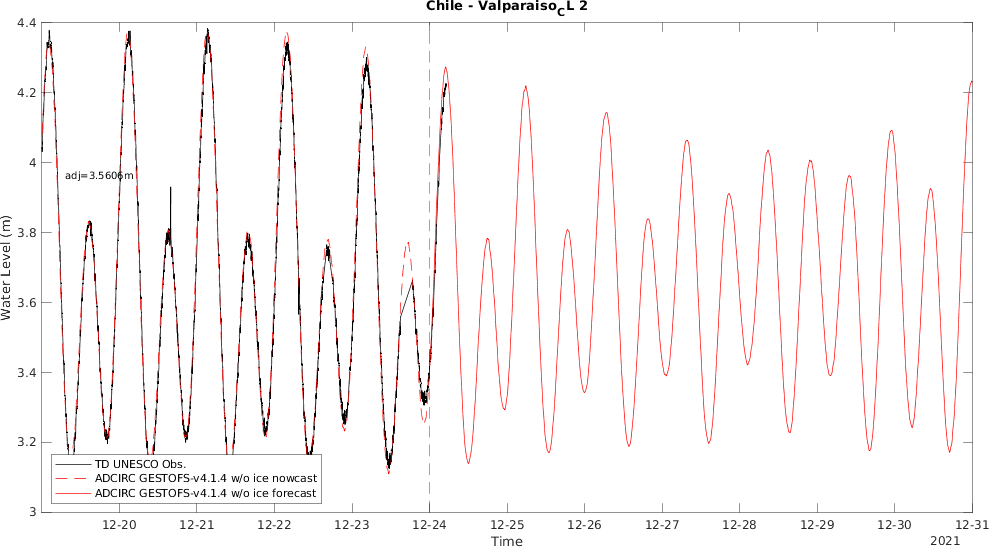 Chile - Valparaiso_CL 2
4.4
4.2
4
3.8
3.6
3.4
3.2
3
Water Level (m)
adj=3.5606m
TD UNESCO Obs.
ADCIRC GESTOFS-v4.1.4 w/o ice nowcast
ADCIRC GESTOFS-v4.1.4 w/o ice forecast
12-20 12-21 12-22 12-23 12-24 12-25 12-26 12-27 12-28 12-29 12-30 12-31
Time
2021